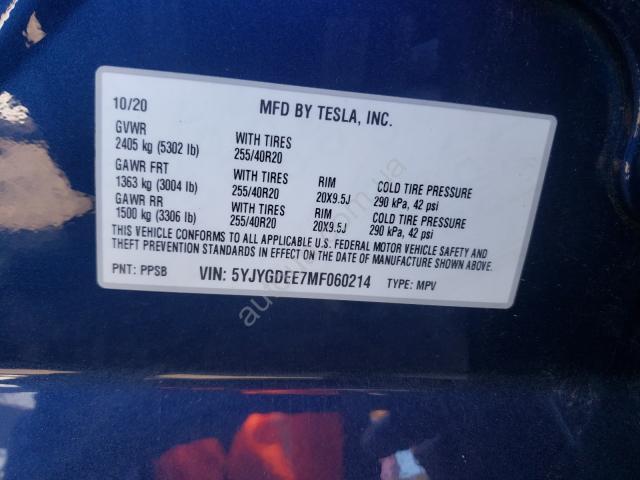 10/20 MFD BY TESLA, INC.
GVWR
2405 kg (5302 lb) WITH TIRES 255/40R20
GAWR FRT
1363 kg (3004 lb) WITH TIRES 255/40R20 RIM 20X9.5J COLD TIRE PRESSURE 290 kPa, 42 psi
GAWR RR
1500 kg (3306 lb) WITH TIRES 255/40R20 RIM 20X9.5J COLD TIRE PRESSURE 290 kPa, 42 psi
THIS VEHICLE CONFORMS TO ALL APPLICABLE U.S. FEDERAL MOTOR VEHICLE SAFETY AND
THEFT PREVENTION STANDARDS IN EFFECT ON THE DATE OF MANUFACTURE SHOWN ABOVE.
PNT: PPSB VIN: 5YJYGDEE7MF060214 TYPE: MPV